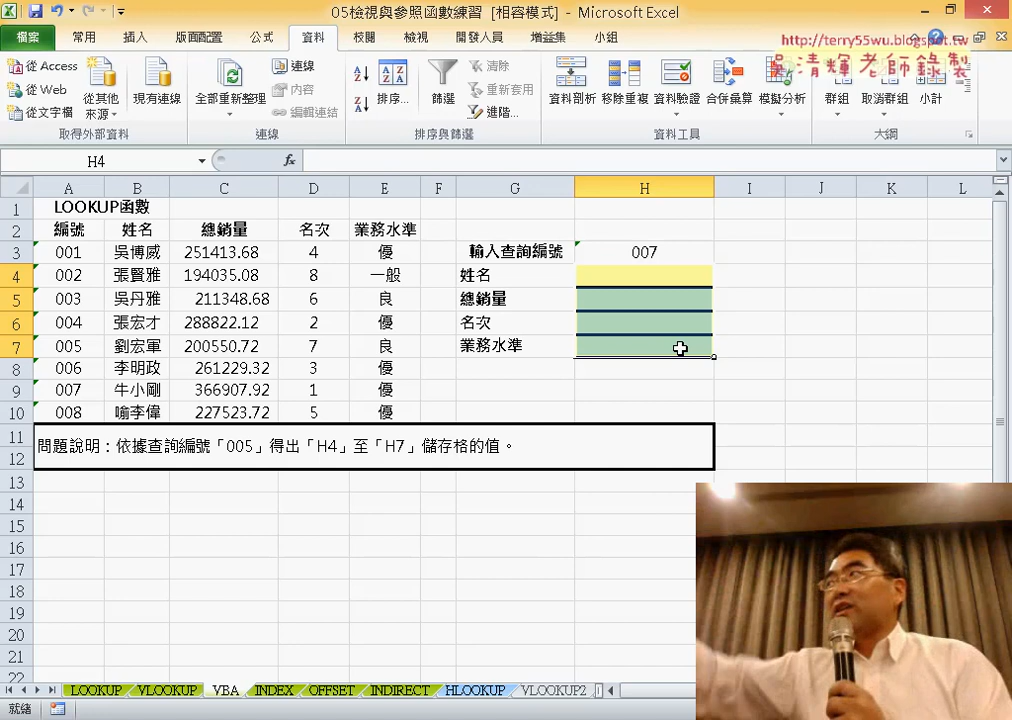 05檢視與參照函數練習 [相容模式] - Microsoft Excel
檔案 常用 插入 版面配置 公式 資料 校閱 檢視 開發人員 增益集 小組
http://terry55wu.blogspot.tw
吳清輝老師錄製
從 Access
從 Web
從文字檔
從其他
來源
現有連線
全部重新整理
連線
內容
編輯連結
排序...
篩選
清除
重新套用
進階...
資料剖析 移除重複 資料驗證 合併彙算 模擬分析
群組 取消群組 小計
取得外部資料 連線 排序與篩選 資料工具 大綱
H4 fx
A B C D E F G H I J K L
1 LOOKUP函數
2 編號 姓名 總銷量 名次 業務水準
3 001 吳博威 251413.68 4 優 輸入查詢編號 007
4 002 張賢雅 194035.08 8 一般 姓名
5 003 吳丹雅 211348.68 6 良 總銷量
6 004 張宏才 288822.12 2 優 名次
7 005 劉宏軍 200550.72 7 良 業務水準
8 006 李明政 261229.32 3 優
9 007 牛小剛 366907.92 1 優
10 008 喻李偉 227523.72 5 優
11 問題說明：依據查詢編號「005」得出「H4」至「H7」儲存格的值。
12
13
14
15
16
17
18
19
20
21
22
LOOKUP VLOOKUP VBA INDEX OFFSET INDIRECT HLOOKUP VLOOKUP2
就緒